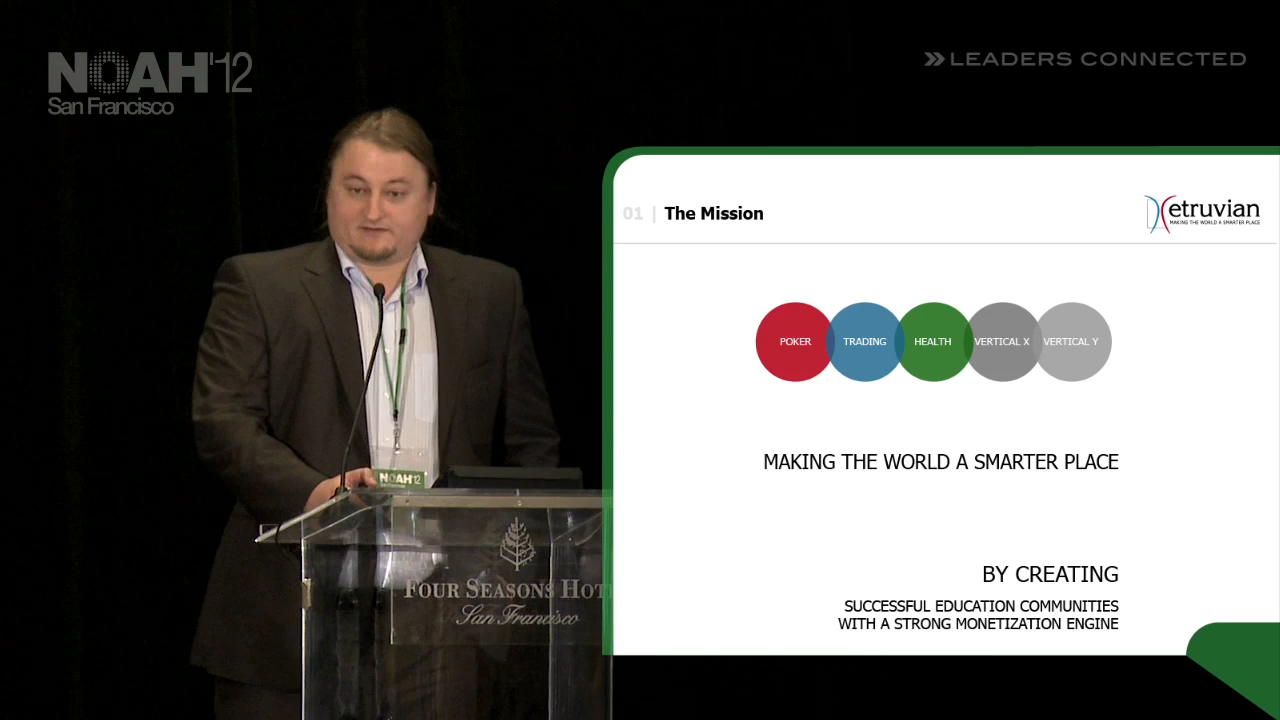 NOAH'12
San Francisco
LEADERS CONNECTED
01 | The Mission
etruvian
MAKING THE WORLD A SMARTER PLACE
POKER
TRADING
HEALTH
VERTICAL X
VERTICAL Y
MAKING THE WORLD A SMARTER PLACE
BY CREATING
SUCCESSFUL EDUCATION COMMUNITIES
WITH A STRONG MONETIZATION ENGINE
NOAH'12
FOUR SEASONS HOT
San Francisco